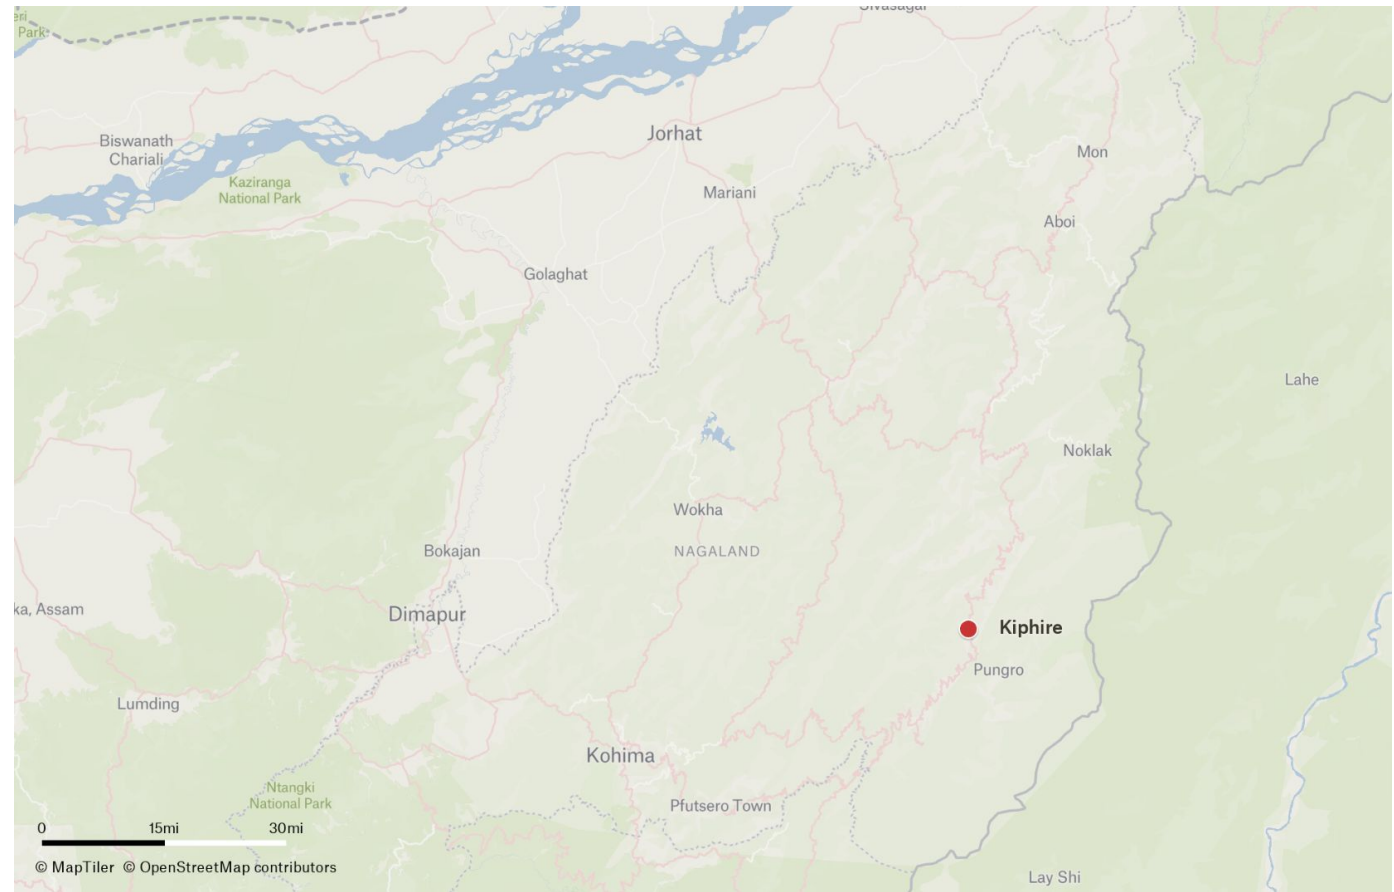 Sivasagar
eri
Park
Jorhat
Biswanath
Chariali
Mon
Kaziranga
National Park
Mariani
Aboi
Golaghat
Lahe
Noklak
Wokha
NAGALAND
Bokajan
ka, Assam
Dimapur
Kiphire
Pungro
Lumding
Kohima
Ntangki
National Park
Pfutsero Town
0 15mi 30mi
© MapTiler © OpenStreetMap contributors
Lay Shi